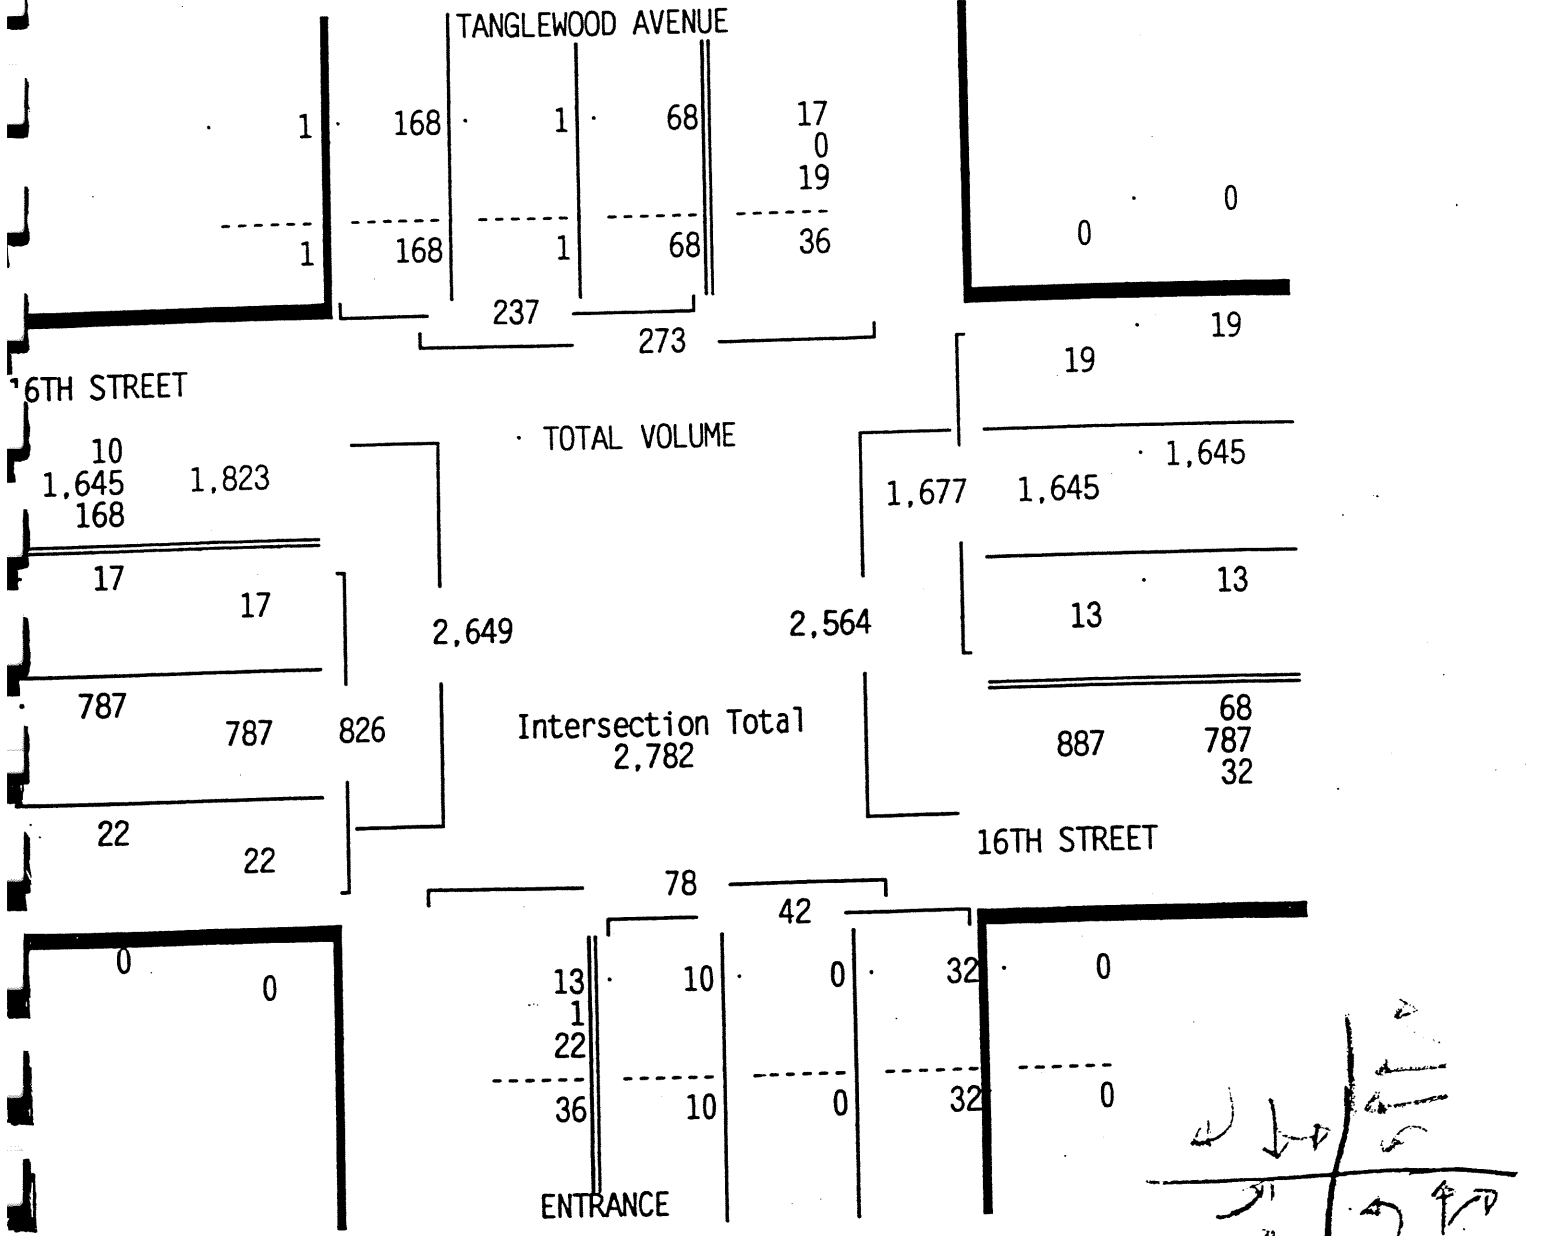 TANGLEWOOD AVENUE
1 168 1 68 17
0
19
1 168 1 68 36
0 0
237
273
19 19
6TH STREET
TOTAL VOLUME
10
1,645 1,823
168
1,677 1,645 1,645
17 17
2,649
2,564
13 13
787 787 826
Intersection Total
2,782
68
887 787
32
22 22
16TH STREET
78
42
0 0
13 10 0 32 0
1
22
36 10 0 32 0
ENTRANCE